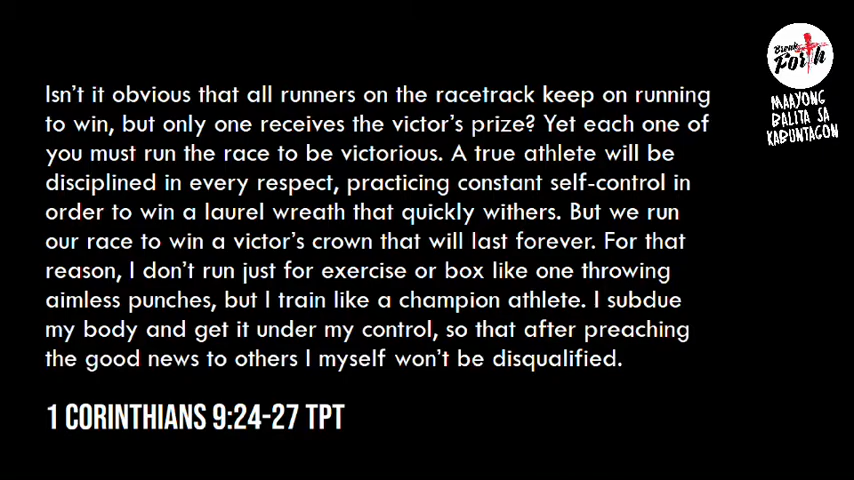 Isn't it obvious that all runners on the racetrack keep on running
to win, but only one receives the victor's prize? Yet each one of
you must run the race to be victorious. A true athlete will be
disciplined in every respect, practicing constant self-control in
order to win a laurel wreath that quickly withers. But we run
our race to win a victor's crown that will last forever. For that
reason, I don't run just for exercise or box like one throwing
aimless punches, but I train like a champion athlete. I subdue
my body and get it under my control, so that after preaching
the good news to others I myself won't be disqualified.
1 CORINTHIANS 9:24-27 TPT
Break
Forth
MAAYONG
BALITA SA
KABUNTAGON